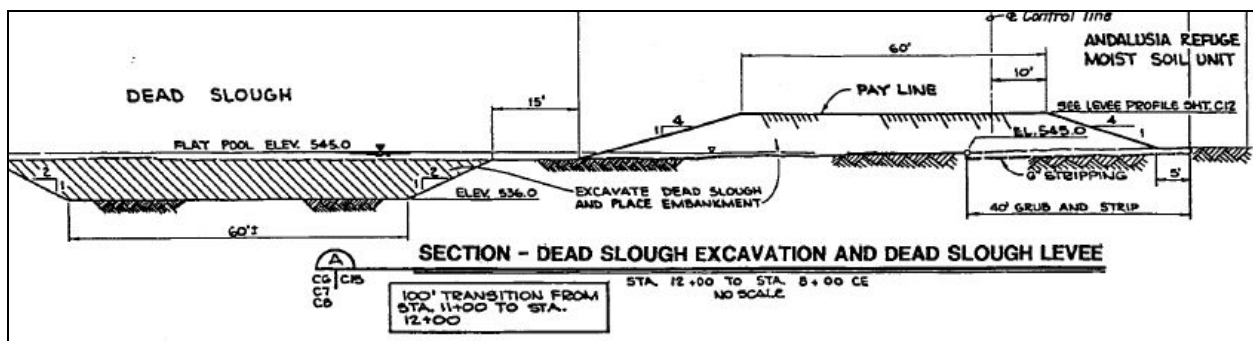 ℄ Control line
60'
ANDALUSIA REFUGE
MOIST SOIL UNIT
10'
DEAD SLOUGH
15'
PAY LINE
SEE LEVEE PROFILE SHT. C12
4
1
4
1
FLAT POOL ELEV. 545.0
EL. 545.0
2
1
2
1
ELEV. 536.0
EXCAVATE DEAD SLOUGH
AND PLACE EMBANKMENT
6" STRIPPING
5'
40' GRUB AND STRIP
60'±
A
C6 C15
C7
C8
SECTION - DEAD SLOUGH EXCAVATION AND DEAD SLOUGH LEVEE
STA. 12+00 TO STA. 8+00 CE
NO SCALE
100' TRANSITION FROM
STA. 11+00 TO STA.
12+00